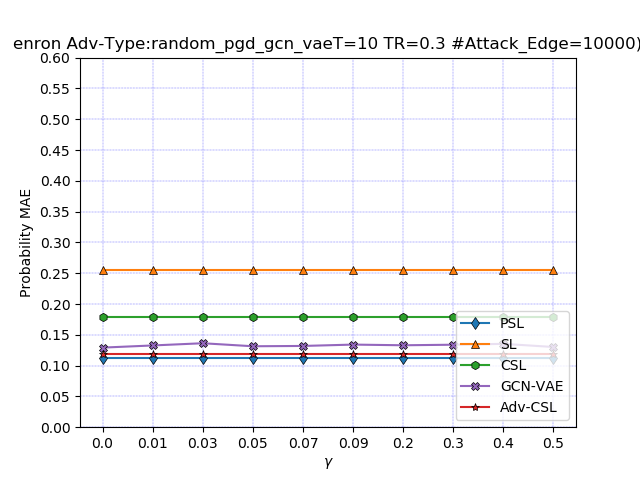 enron Adv-Type:random_pgd_gcn_vaeT=10 TR=0.3 #Attack_Edge=10000)
0.60
0.55
0.50
0.45
0.40
0.35
0.30
0.25
0.20
0.15
0.10
0.05
0.00
Probability MAE
PSL
SL
CSL
GCN-VAE
Adv-CSL
0.0 0.01 0.03 0.05 0.07 0.09 0.2 0.3 0.4 0.5
γ